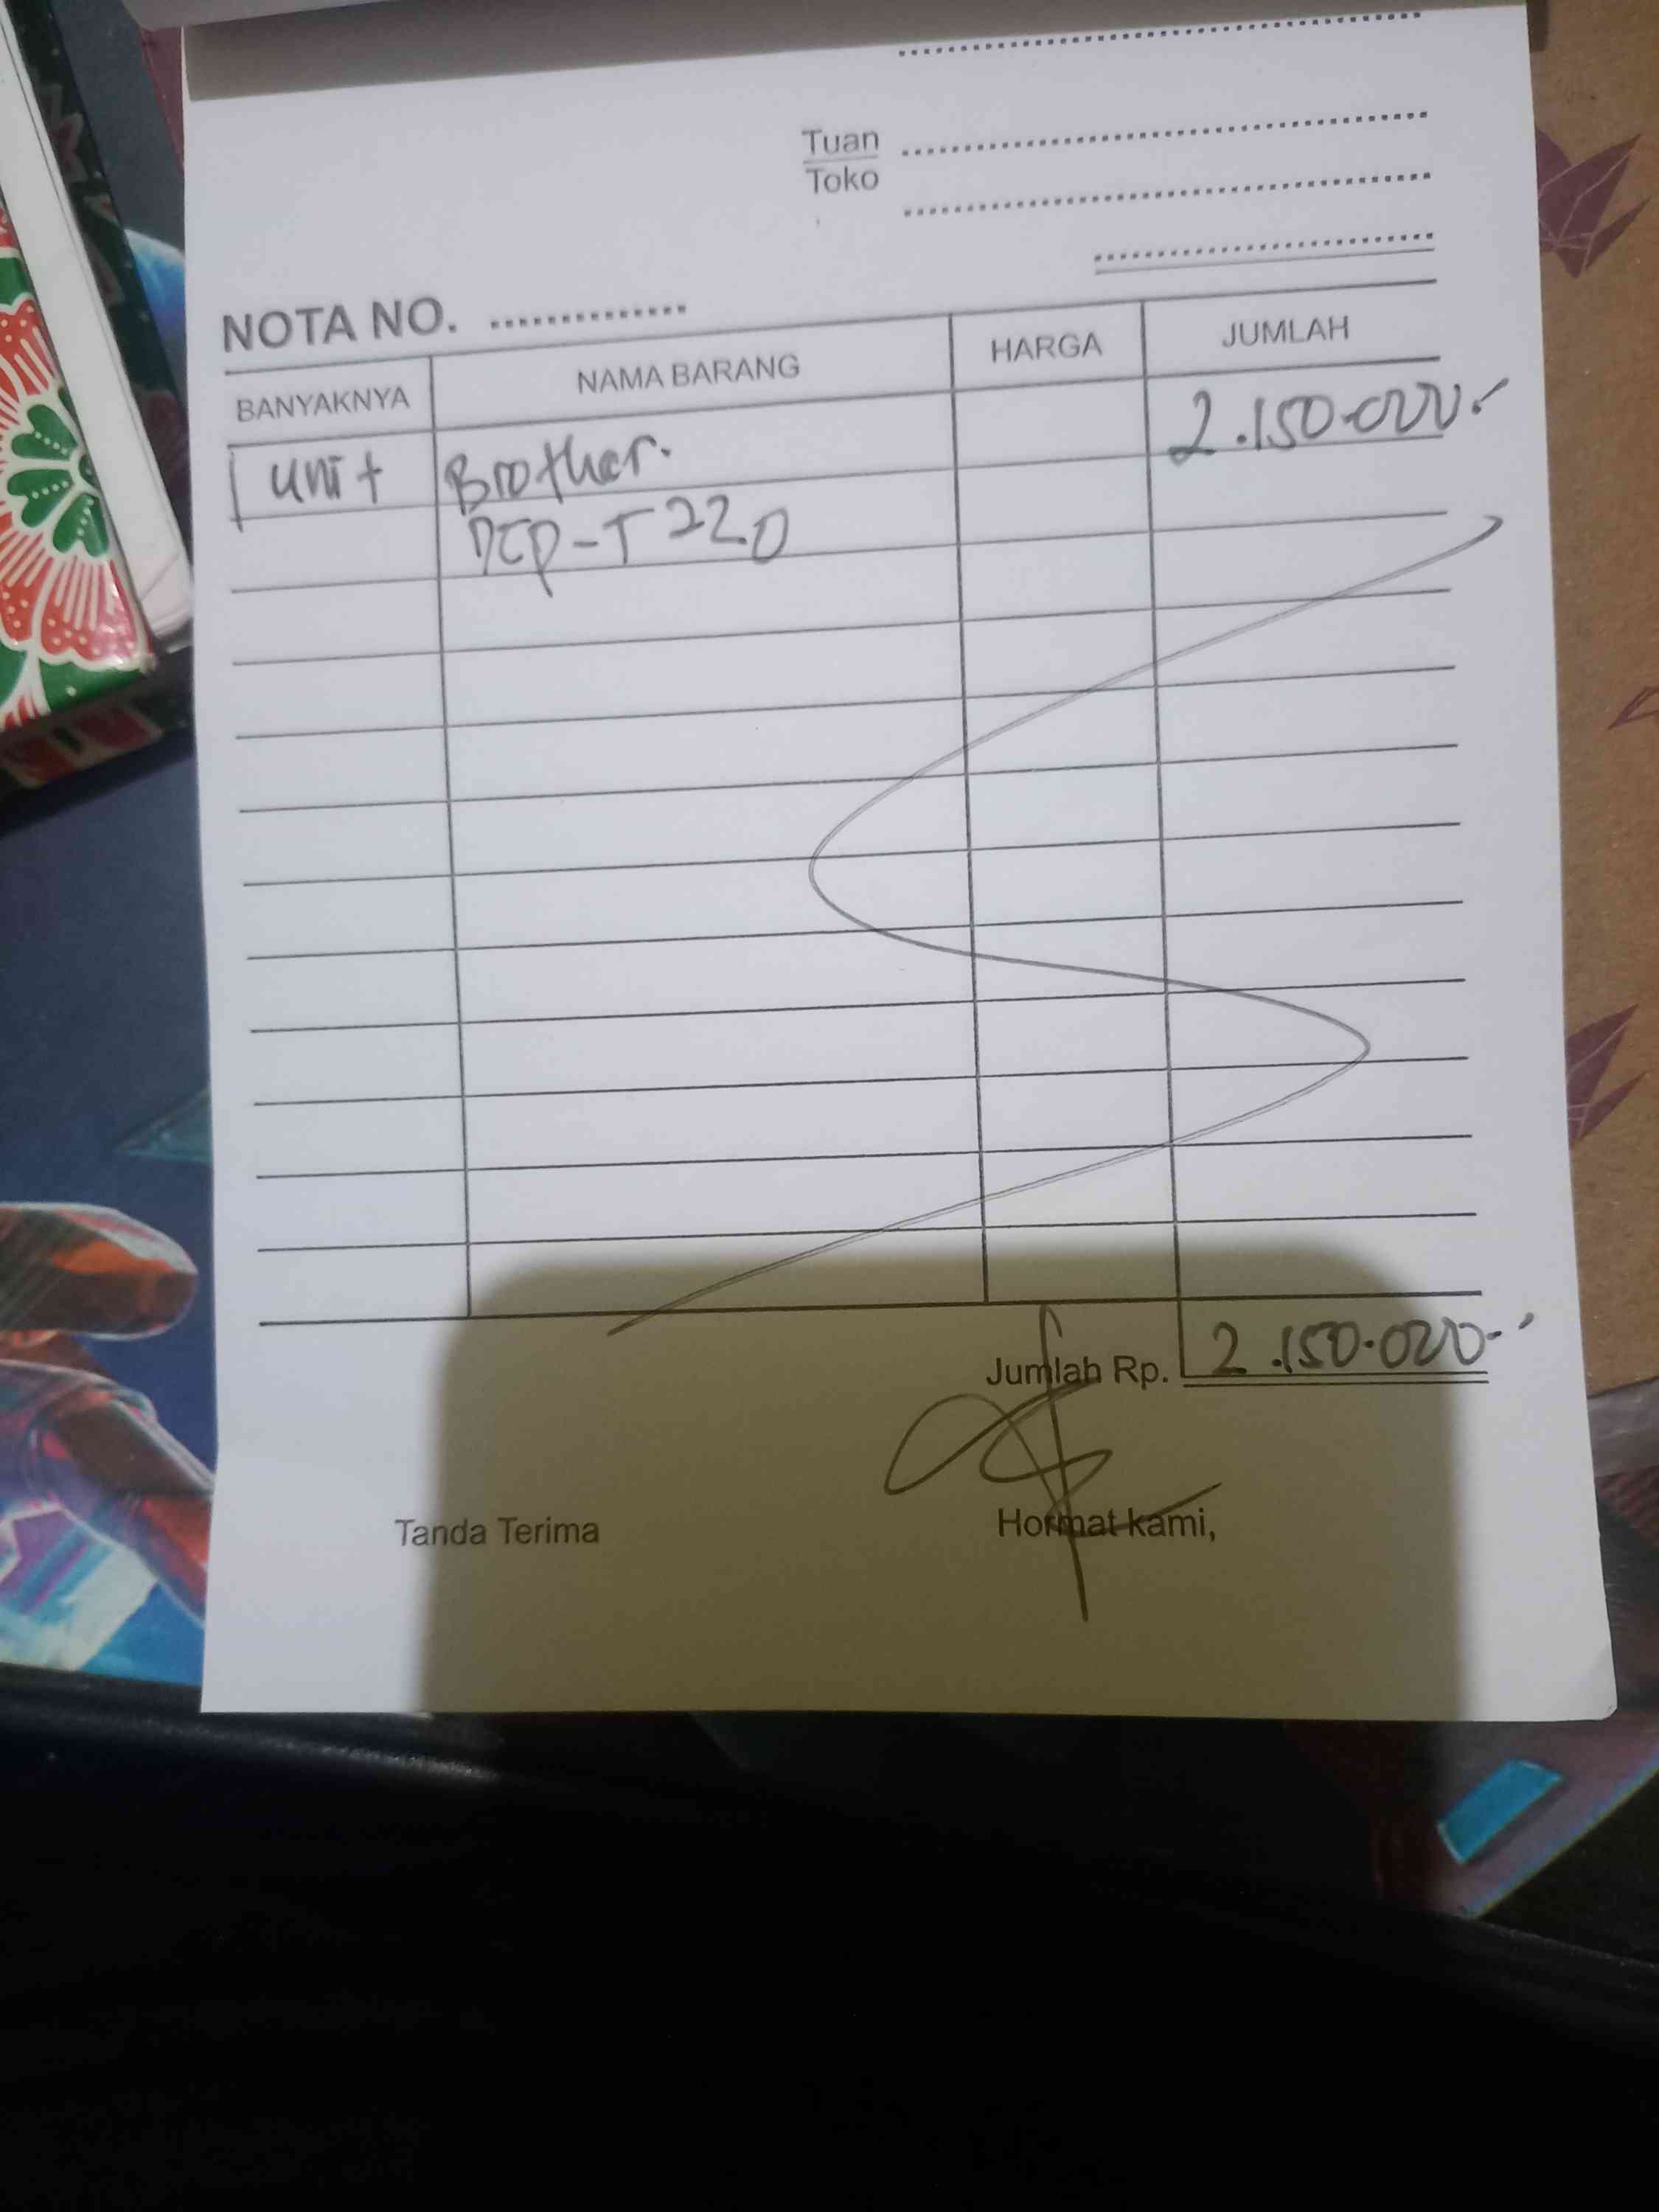 Tuan
Toko
NOTA NO.
BANYAKNYA NAMA BARANG HARGA JUMLAH
1 unit Brother. 2.150.000.-
DCP-T220
Jumlah Rp. 2.150.000.-
Tanda Terima Hormat kami,